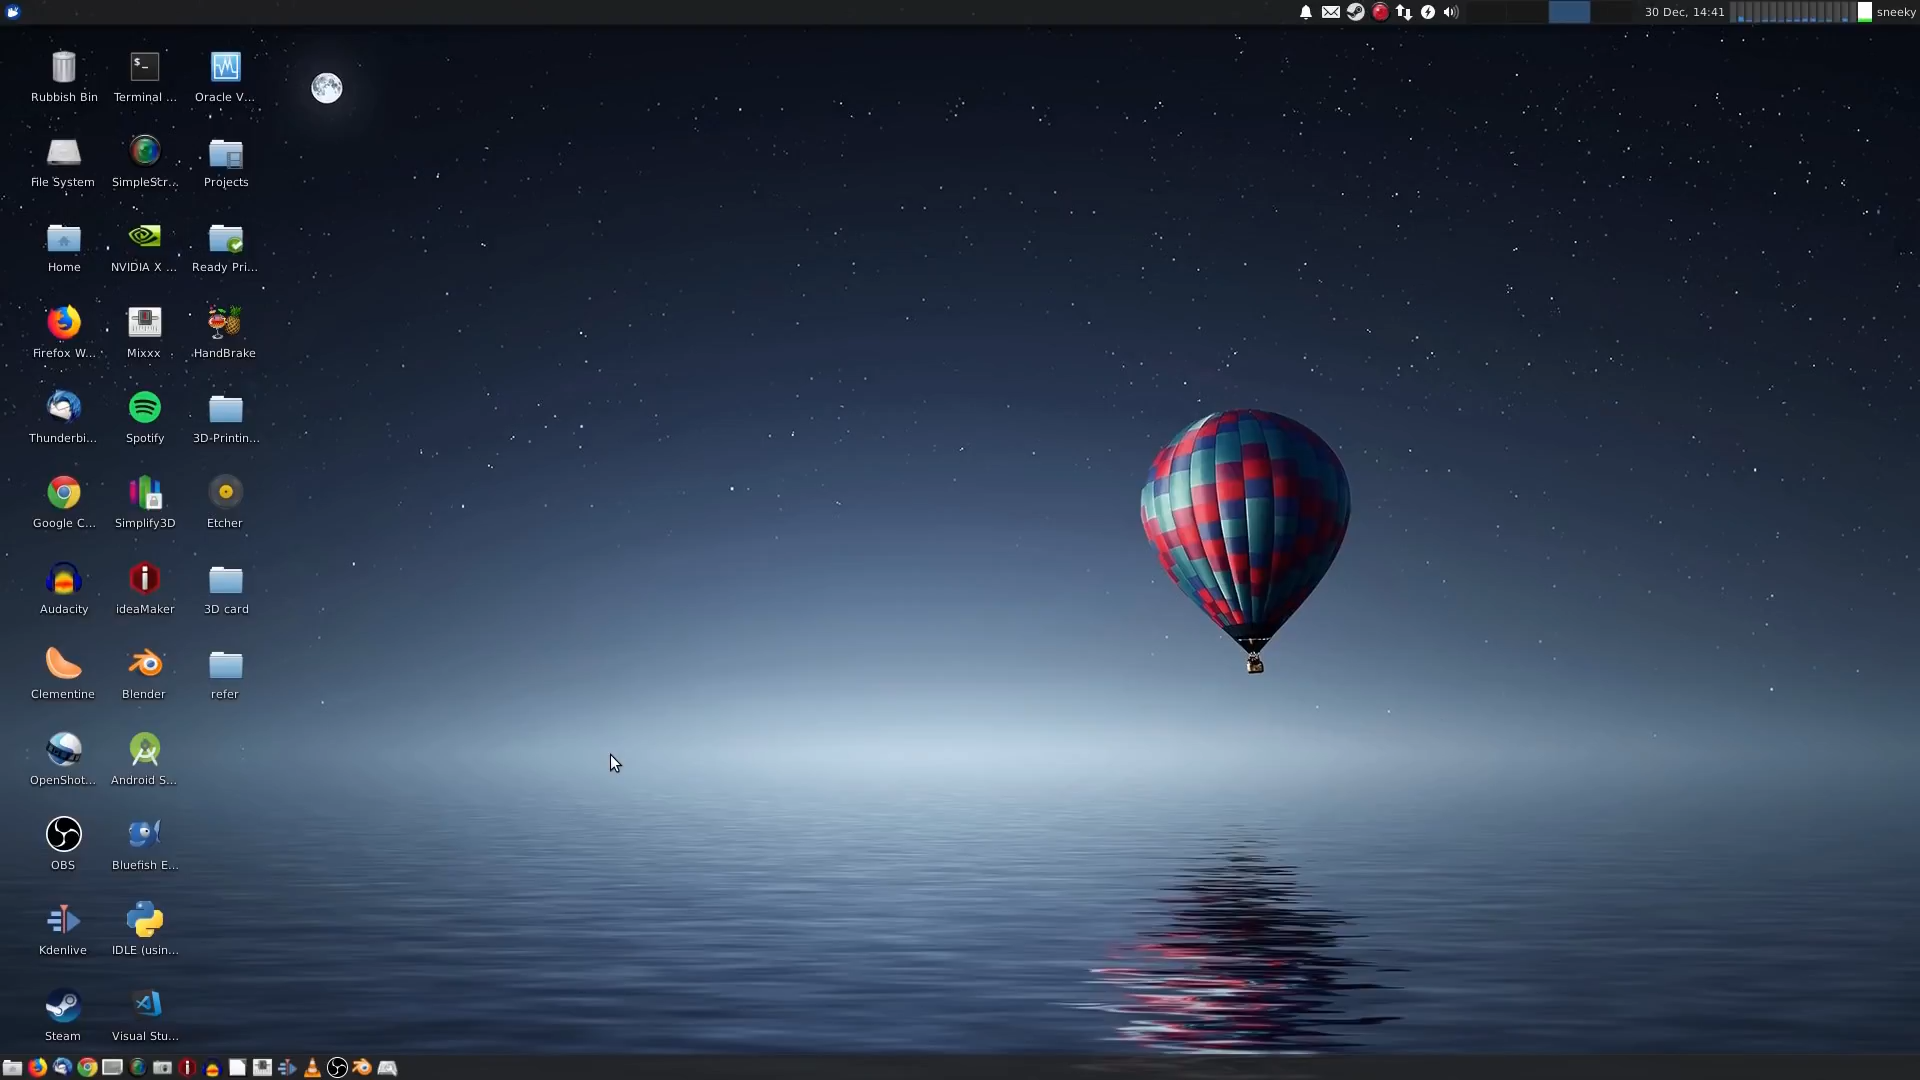 30 Dec, 14:41
sneeky
Rubbish Bin
Terminal ...
Oracle V...
File System
SimpleScr...
Projects
Home
NVIDIA X ...
Ready Pri...
Firefox W...
Mixxx
HandBrake
Thunderbi...
Spotify
3D-Printin...
Google C...
Simplify3D
Etcher
Audacity
ideaMaker
3D card
Clementine
Blender
refer
OpenShot...
Android S...
OBS
Bluefish E...
Kdenlive
IDLE (usin...
Steam
Visual Stu...